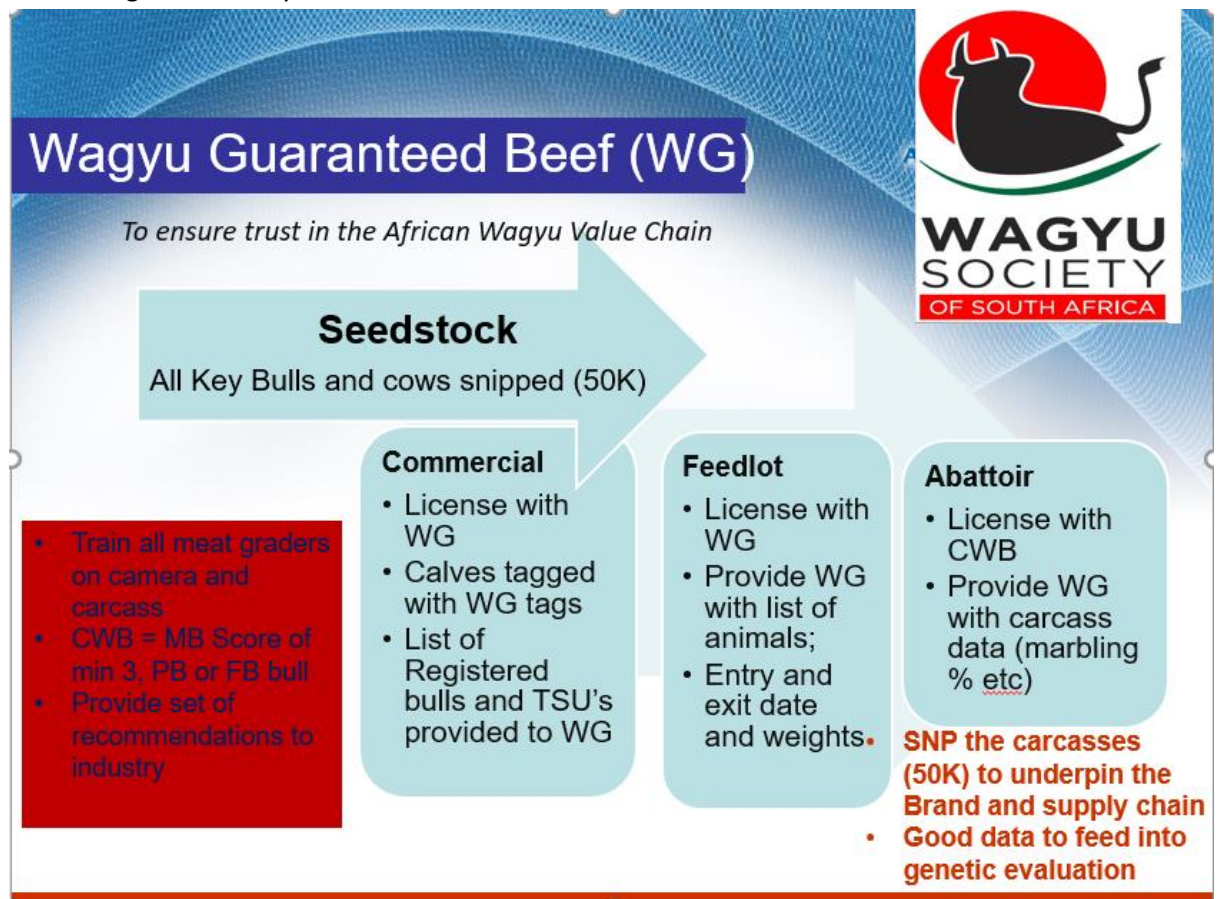 Wagyu Guaranteed Beef (WG)
To ensure trust in the African Wagyu Value Chain
WAGYU
SOCIETY
OF SOUTH AFRICA
Seedstock
All Key Bulls and cows snipped (50K)
• Train all meat graders
on camera and
carcass
• CWB = MB Score of
min 3, PB or FB bull
• Provide set of
recommendations to
industry
Commercial
• License with
WG
• Calves tagged
with WG tags
• List of
Registered
bulls and TSU's
provided to WG
Feedlot
• License with
WG
• Provide WG
with list of
animals;
• Entry and
exit date
and weights
Abattoir
• License with
CWB
• Provide WG
with carcass
data (marbling
% etc)
• SNP the carcasses
(50K) to underpin the
Brand and supply chain
• Good data to feed into
genetic evaluation